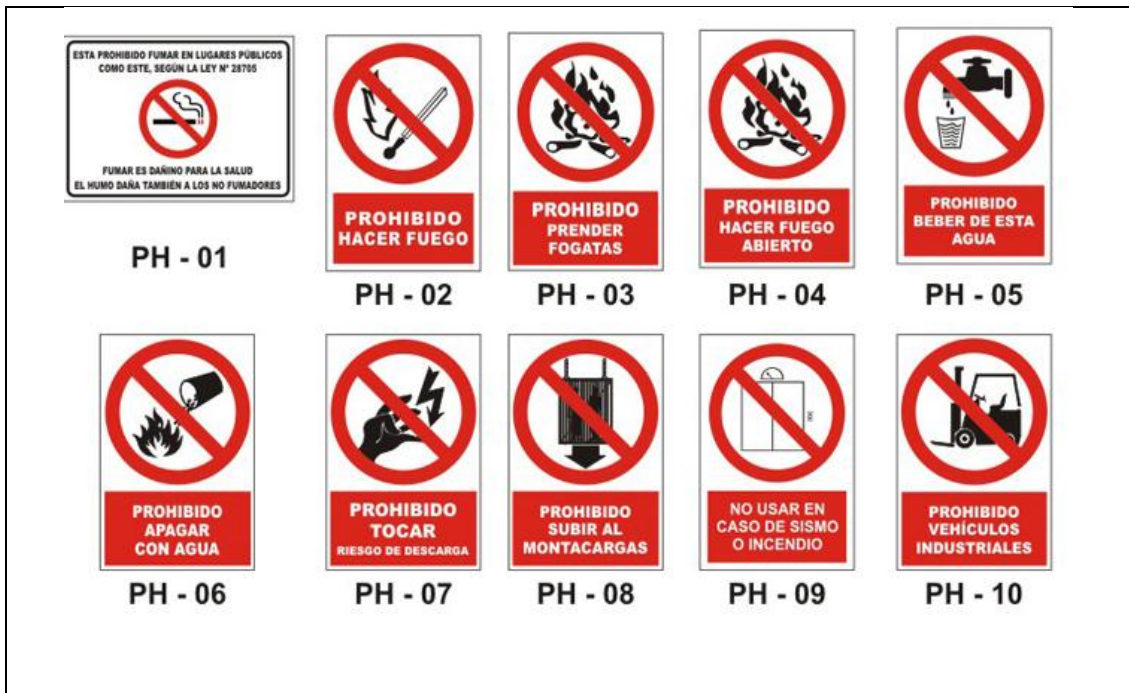 ESTA PROHIBIDO FUMAR EN LUGARES PÚBLICOS
COMO ESTE, SEGÚN LA LEY Nº 28705
FUMAR ES DAÑINO PARA LA SALUD
EL HUMO DAÑA TAMBIÉN A LOS NO FUMADORES
PH - 01
PROHIBIDO
HACER FUEGO
PH - 02
PROHIBIDO
PRENDER
FOGATAS
PH - 03
PROHIBIDO
HACER FUEGO
ABIERTO
PH - 04
PROHIBIDO
BEBER DE ESTA
AGUA
PH - 05
PROHIBIDO
APAGAR
CON AGUA
PH - 06
PROHIBIDO
TOCAR
RIESGO DE DESCARGA
PH - 07
PROHIBIDO
SUBIR AL
MONTACARGAS
PH - 08
NO USAR EN
CASO DE SISMO
O INCENDIO
PH - 09
PROHIBIDO
VEHÍCULOS
INDUSTRIALES
PH - 10